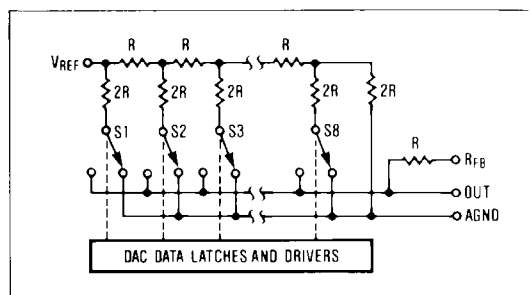 R R R
VREF
2R 2R 2R 2R 2R
S1 S2 S3 S8
R
RFB
OUT
AGND
DAC DATA LATCHES AND DRIVERS